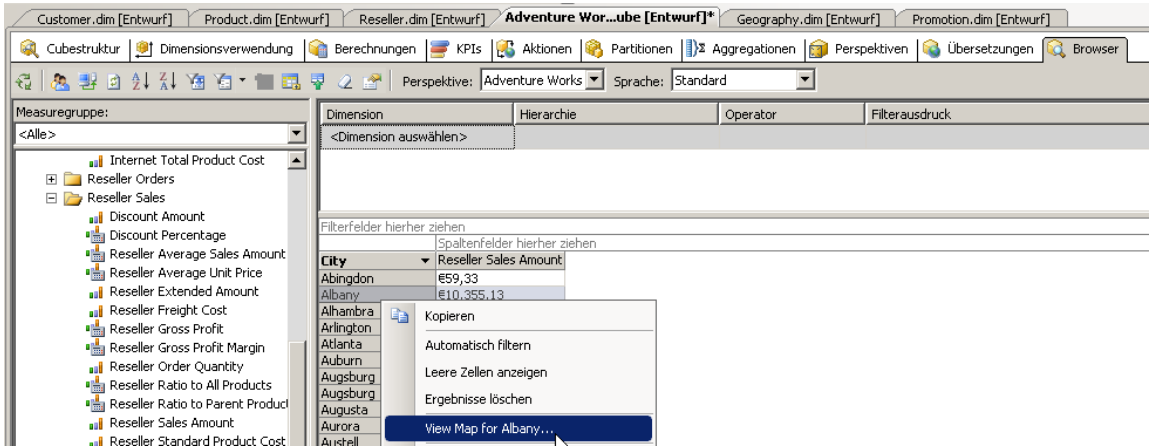 Customer.dim [Entwurf] Product.dim [Entwurf] Reseller.dim [Entwurf] Adventure Wor...ube [Entwurf]* Geography.dim [Entwurf] Promotion.dim [Entwurf]
Cubestruktur Dimensionsverwendung Berechnungen KPIs Aktionen Partitionen Aggregationen Perspektiven Übersetzungen Browser
Perspektive: Adventure Works Sprache: Standard
Measuregruppe:
<Alle>
Internet Total Product Cost
Reseller Orders
Reseller Sales
Discount Amount
Discount Percentage
Reseller Average Sales Amount
Reseller Average Unit Price
Reseller Extended Amount
Reseller Freight Cost
Reseller Gross Profit
Reseller Gross Profit Margin
Reseller Order Quantity
Reseller Ratio to All Products
Reseller Ratio to Parent Product
Reseller Sales Amount
Reseller Standard Product Cost
Dimension Hierarchie Operator Filterausdruck
<Dimension auswählen>
Filterfelder hierher ziehen
Spaltenfelder hierher ziehen
City Reseller Sales Amount
Abingdon €59,33
Albany €10.355,13
Alhambra
Arlington
Atlanta
Auburn
Augsburg
Augsburg
Augusta
Aurora
Austell
Kopieren
Automatisch filtern
Leere Zellen anzeigen
Ergebnisse löschen
View Map for Albany...